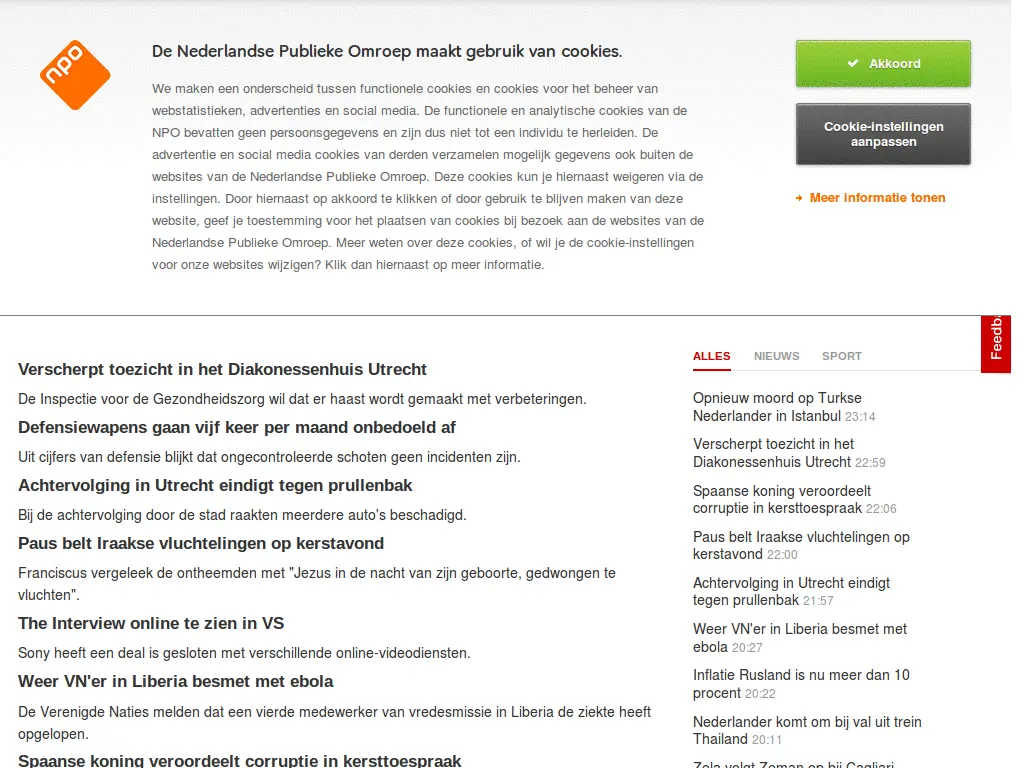 npo
De Nederlandse Publieke Omroep maakt gebruik van cookies.
We maken een onderscheid tussen functionele cookies en cookies voor het beheer van
webstatistieken, advertenties en social media. De functionele en analytische cookies van de
NPO bevatten geen persoonsgegevens en zijn dus niet tot een individu te herleiden. De
advertentie en social media cookies van derden verzamelen mogelijk gegevens ook buiten de
websites van de Nederlandse Publieke Omroep. Deze cookies kun je hiernaast weigeren via de
instellingen. Door hiernaast op akkoord te klikken of door gebruik te blijven maken van deze
website, geef je toestemming voor het plaatsen van cookies bij bezoek aan de websites van de
Nederlandse Publieke Omroep. Meer weten over deze cookies, of wil je de cookie-instellingen
voor onze websites wijzigen? Klik dan hiernaast op meer informatie.
Akkoord
Cookie-instellingen
aanpassen
Meer informatie tonen
Verscherpt toezicht in het Diakonessenhuis Utrecht
De Inspectie voor de Gezondheidszorg wil dat er haast wordt gemaakt met verbeteringen.
Defensiewapens gaan vijf keer per maand onbedoeld af
Uit cijfers van defensie blijkt dat ongecontroleerde schoten geen incidenten zijn.
Achtervolging in Utrecht eindigt tegen prullenbak
Bij de achtervolging door de stad raakten meerdere auto's beschadigd.
Paus belt Iraakse vluchtelingen op kerstavond
Franciscus vergeleek de ontheemden met "Jezus in de nacht van zijn geboorte, gedwongen te
vluchten".
The Interview online te zien in VS
Sony heeft een deal is gesloten met verschillende online-videodiensten.
Weer VN'er in Liberia besmet met ebola
De Verenigde Naties melden dat een vierde medewerker van vredesmissie in Liberia de ziekte heeft
opgelopen.
Spaanse koning veroordeelt corruptie in kersttoespraak
Feedba
ALLES NIEUWS SPORT
Opnieuw moord op Turkse
Nederlander in Istanbul 23:14
Verscherpt toezicht in het
Diakonessenhuis Utrecht 22:59
Spaanse koning veroordeelt
corruptie in kersttoespraak 22:06
Paus belt Iraakse vluchtelingen op
kerstavond 22:00
Achtervolging in Utrecht eindigt
tegen prullenbak 21:57
Weer VN'er in Liberia besmet met
ebola 20:27
Inflatie Rusland is nu meer dan 10
procent 20:22
Nederlander komt om bij val uit trein
Thailand 20:11
Zola volgt Zeman op bij Cagliari